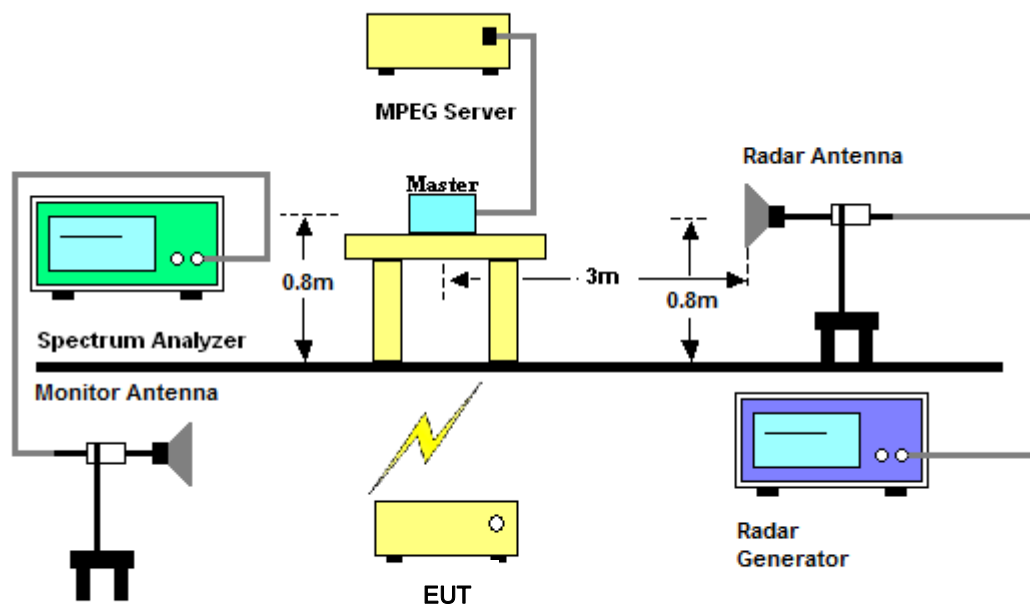 MPEG Server
Master
Radar Antenna
0.8m
3m
0.8m
Spectrum Analyzer
Monitor Antenna
Radar
Generator
EUT